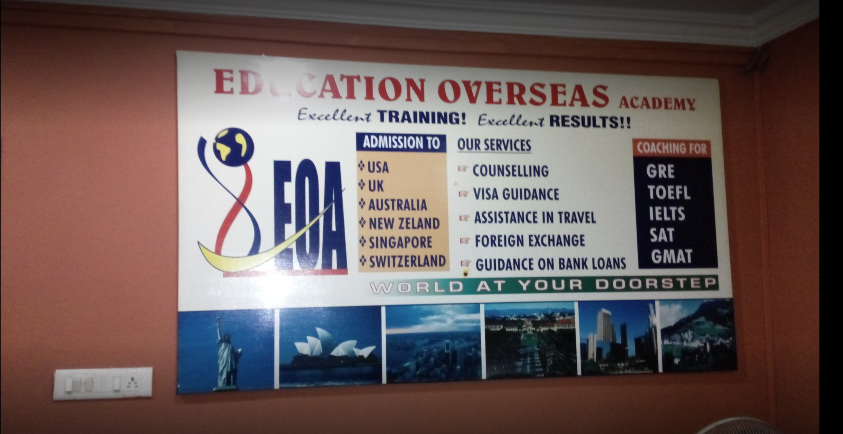 EDUCATION OVERSEAS ACADEMY
Excellent TRAINING! Excellent RESULTS!!
EOA
ADMISSION TO
USA
UK
AUSTRALIA
NEW ZELAND
SINGAPORE
SWITZERLAND
OUR SERVICES
COUNSELLING
VISA GUIDANCE
ASSISTANCE IN TRAVEL
FOREIGN EXCHANGE
GUIDANCE ON BANK LOANS
COACHING FOR
GRE
TOEFL
IELTS
SAT
GMAT
WORLD AT YOUR DOORSTEP